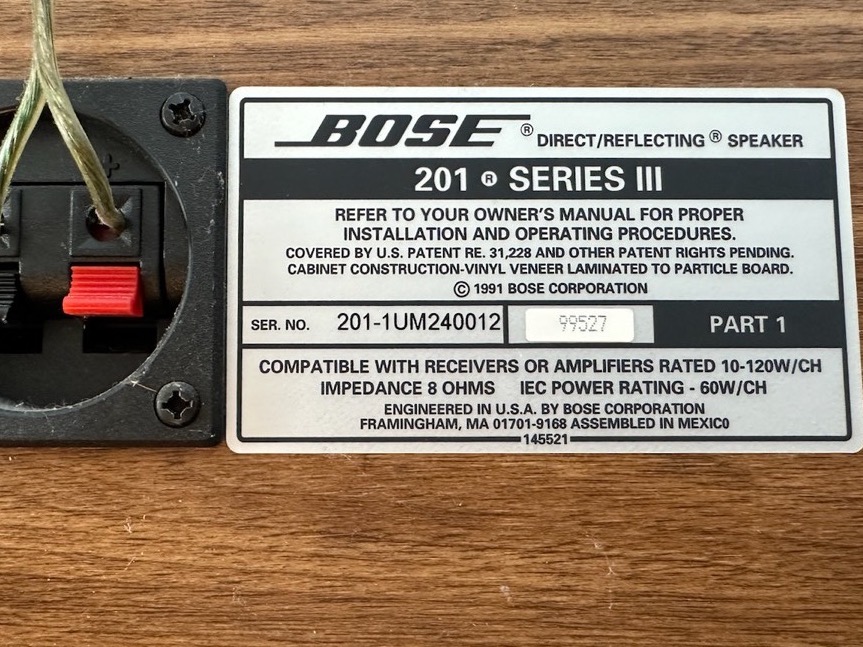 +
BOSE ® DIRECT/REFLECTING ® SPEAKER
201 ® SERIES III
REFER TO YOUR OWNER'S MANUAL FOR PROPER
INSTALLATION AND OPERATING PROCEDURES.
COVERED BY U.S. PATENT RE. 31,228 AND OTHER PATENT RIGHTS PENDING.
CABINET CONSTRUCTION-VINYL VENEER LAMINATED TO PARTICLE BOARD.
© 1991 BOSE CORPORATION
SER. NO. 201-1UM240012 99527 PART 1
COMPATIBLE WITH RECEIVERS OR AMPLIFIERS RATED 10-120W/CH
IMPEDANCE 8 OHMS IEC POWER RATING - 60W/CH
ENGINEERED IN U.S.A. BY BOSE CORPORATION
FRAMINGHAM, MA 01701-9168 ASSEMBLED IN MEXICO
145521